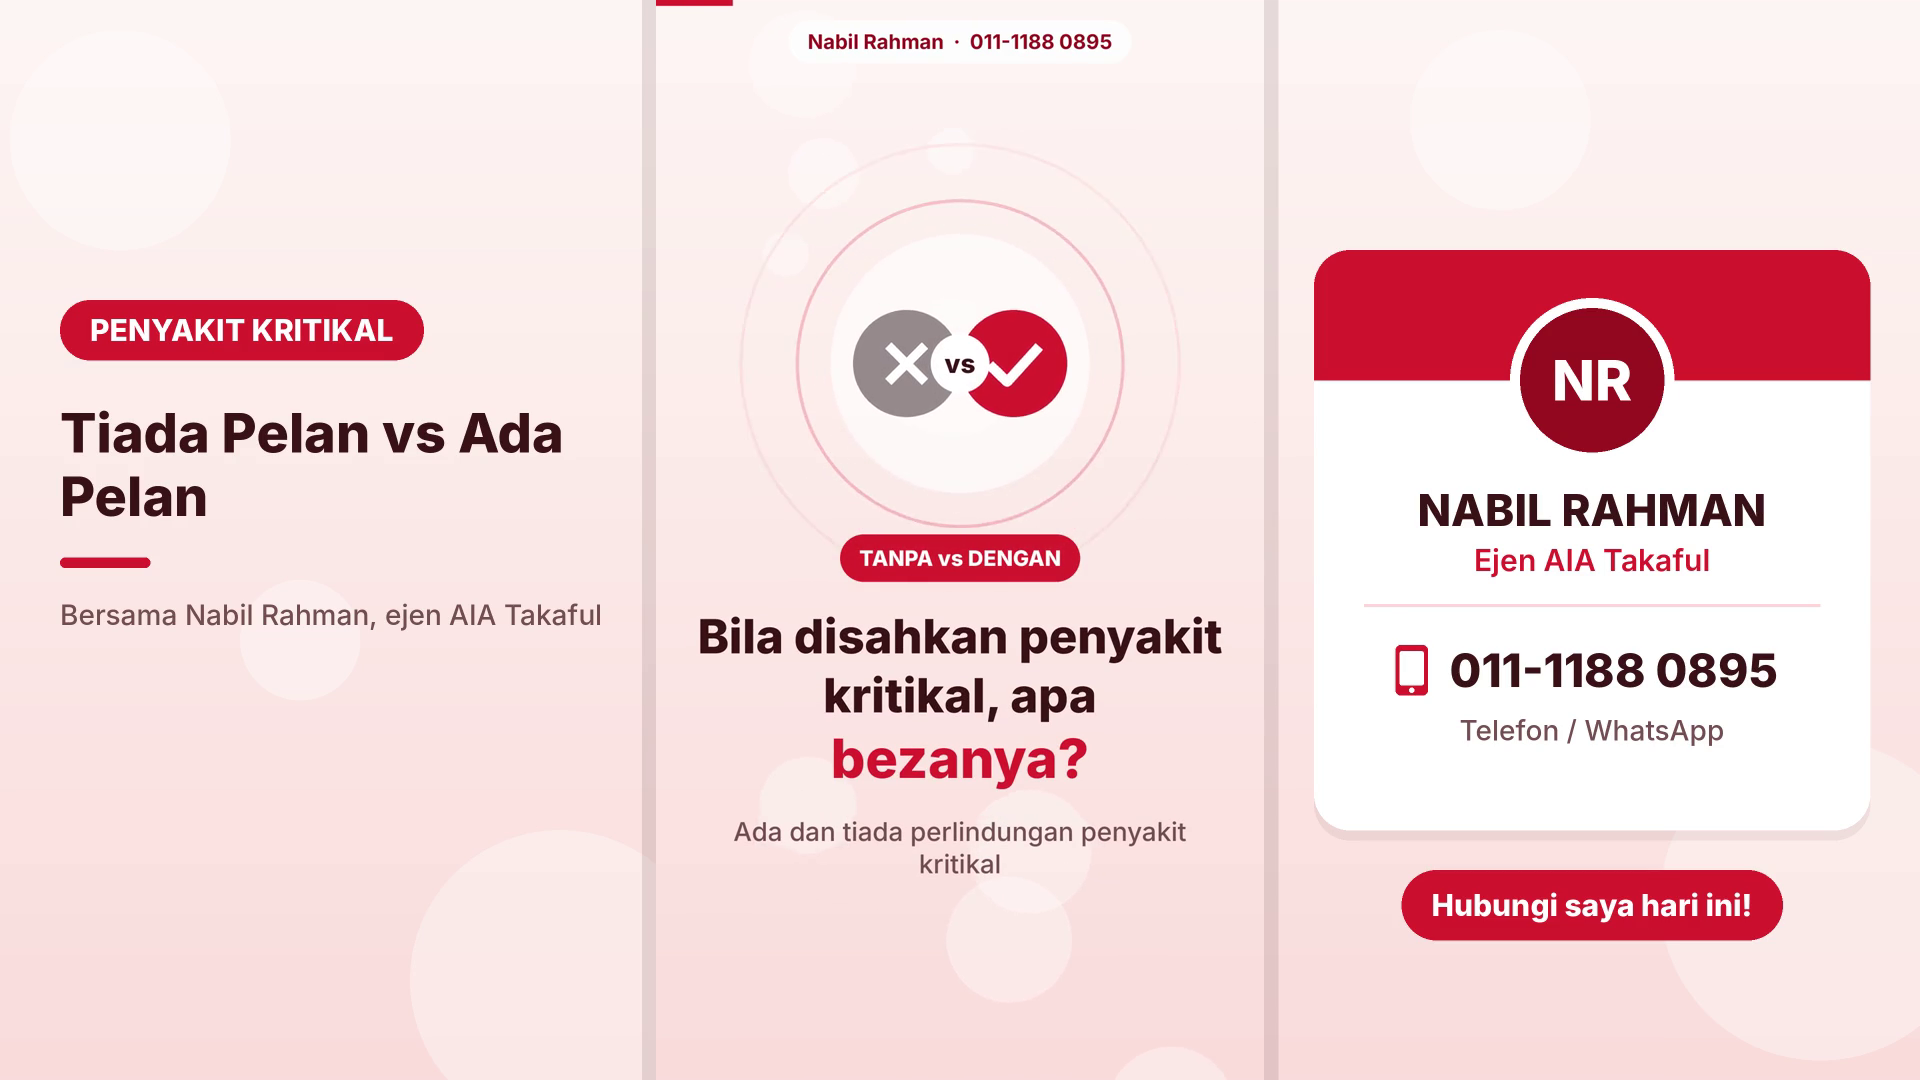 PENYAKIT KRITIKAL
Tiada Pelan vs Ada
Pelan
Bersama Nabil Rahman, ejen AIA Takaful
Nabil Rahman · 011-1188 0895
vs
TANPA vs DENGAN
Bila disahkan penyakit
kritikal, apa
bezanya?
Ada dan tiada perlindungan penyakit
kritikal
NR
NABIL RAHMAN
Ejen AIA Takaful
011-1188 0895
Telefon / WhatsApp
Hubungi saya hari ini!